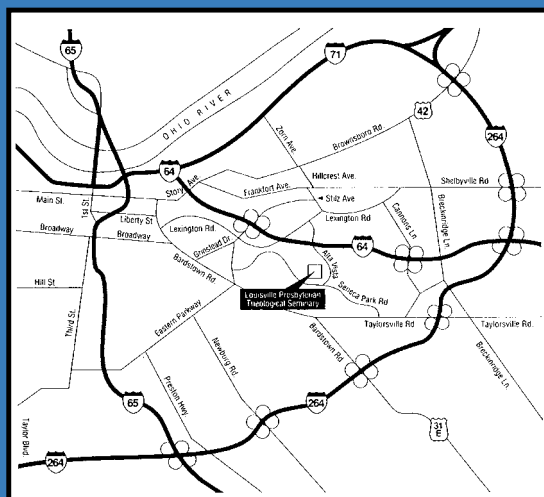 65
71
OHIO RIVER
42
Zorn Ave.
Brownsboro Rd.
264
64
Hillcrest Ave.
Story Ave
Frankfort Ave.
Shelbyville Rd
Main St.
1st St.
Stilz Ave
Liberty St
Lexington Rd.
Lexington Rd
Cannons Ln.
Breckinridge Ln.
Broadway
Broadway
Grinstead Dr
64
Bardstown Rd.
Alta Vista
Hill St
Louisville Presbyterian
Theological Seminary
Seneca Park Rd
Third St.
Eastern Parkway
Taylorsville Rd
Taylorsville Rd.
Newburg Rd.
Bardstown Rd
Breckinridge Ln.
Preston Hwy.
65
264
Taylor Blvd.
31
E
264